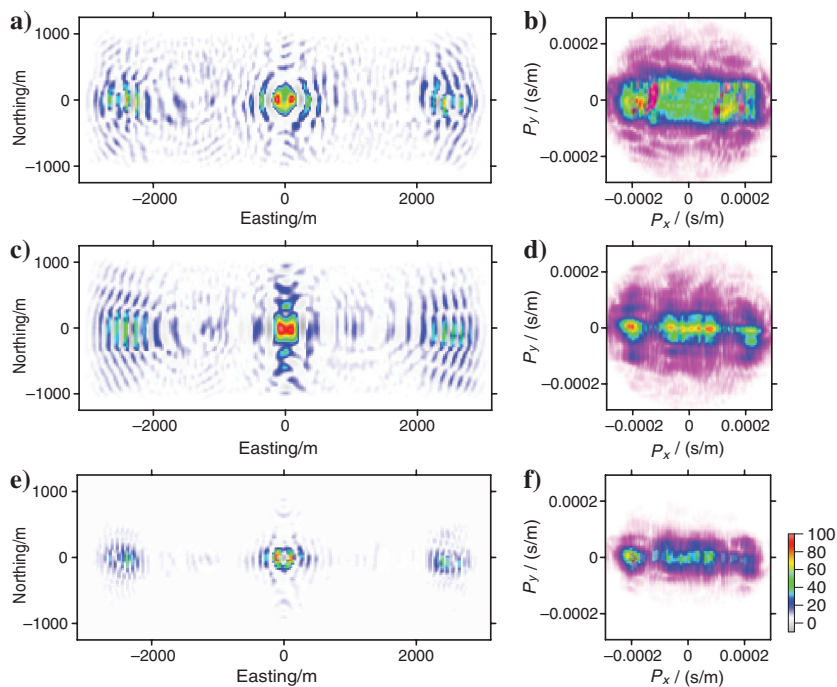 a)
Northing/m
1000
0
−1000
−2000
0
2000
Easting/m
b)
P_y / (s/m)
0.0002
0
−0.0002
−0.0002
0
0.0002
P_x / (s/m)
c)
Northing/m
1000
0
−1000
−2000
0
2000
Easting/m
d)
P_y / (s/m)
0.0002
0
−0.0002
−0.0002
0
0.0002
P_x / (s/m)
e)
Northing/m
1000
0
−1000
−2000
0
2000
Easting/m
f)
P_y / (s/m)
0.0002
0
−0.0002
−0.0002
0
0.0002
P_x / (s/m)
100
80
60
40
20
0